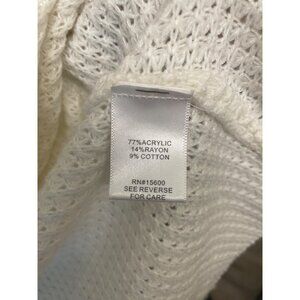 77%ACRYLIC
14%RAYON
9% COTTON
RN#15600
SEE REVERSE
FOR CARE